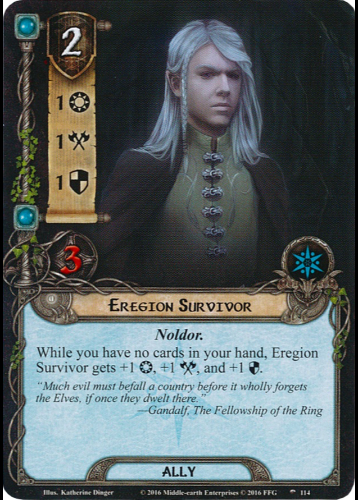 2
1
1
1
3
EREGION SURVIVOR
Noldor.
While you have no cards in your hand, Eregion
Survivor gets +1 , +1 , and +1 .
“Much evil must befall a country before it wholly forgets
the Elves, if once they dwelt there.”
–Gandalf, The Fellowship of the Ring
ALLY
Illus. Katherine Dinger
© 2016 Middle-earth Enterprises © 2016 FFG
114